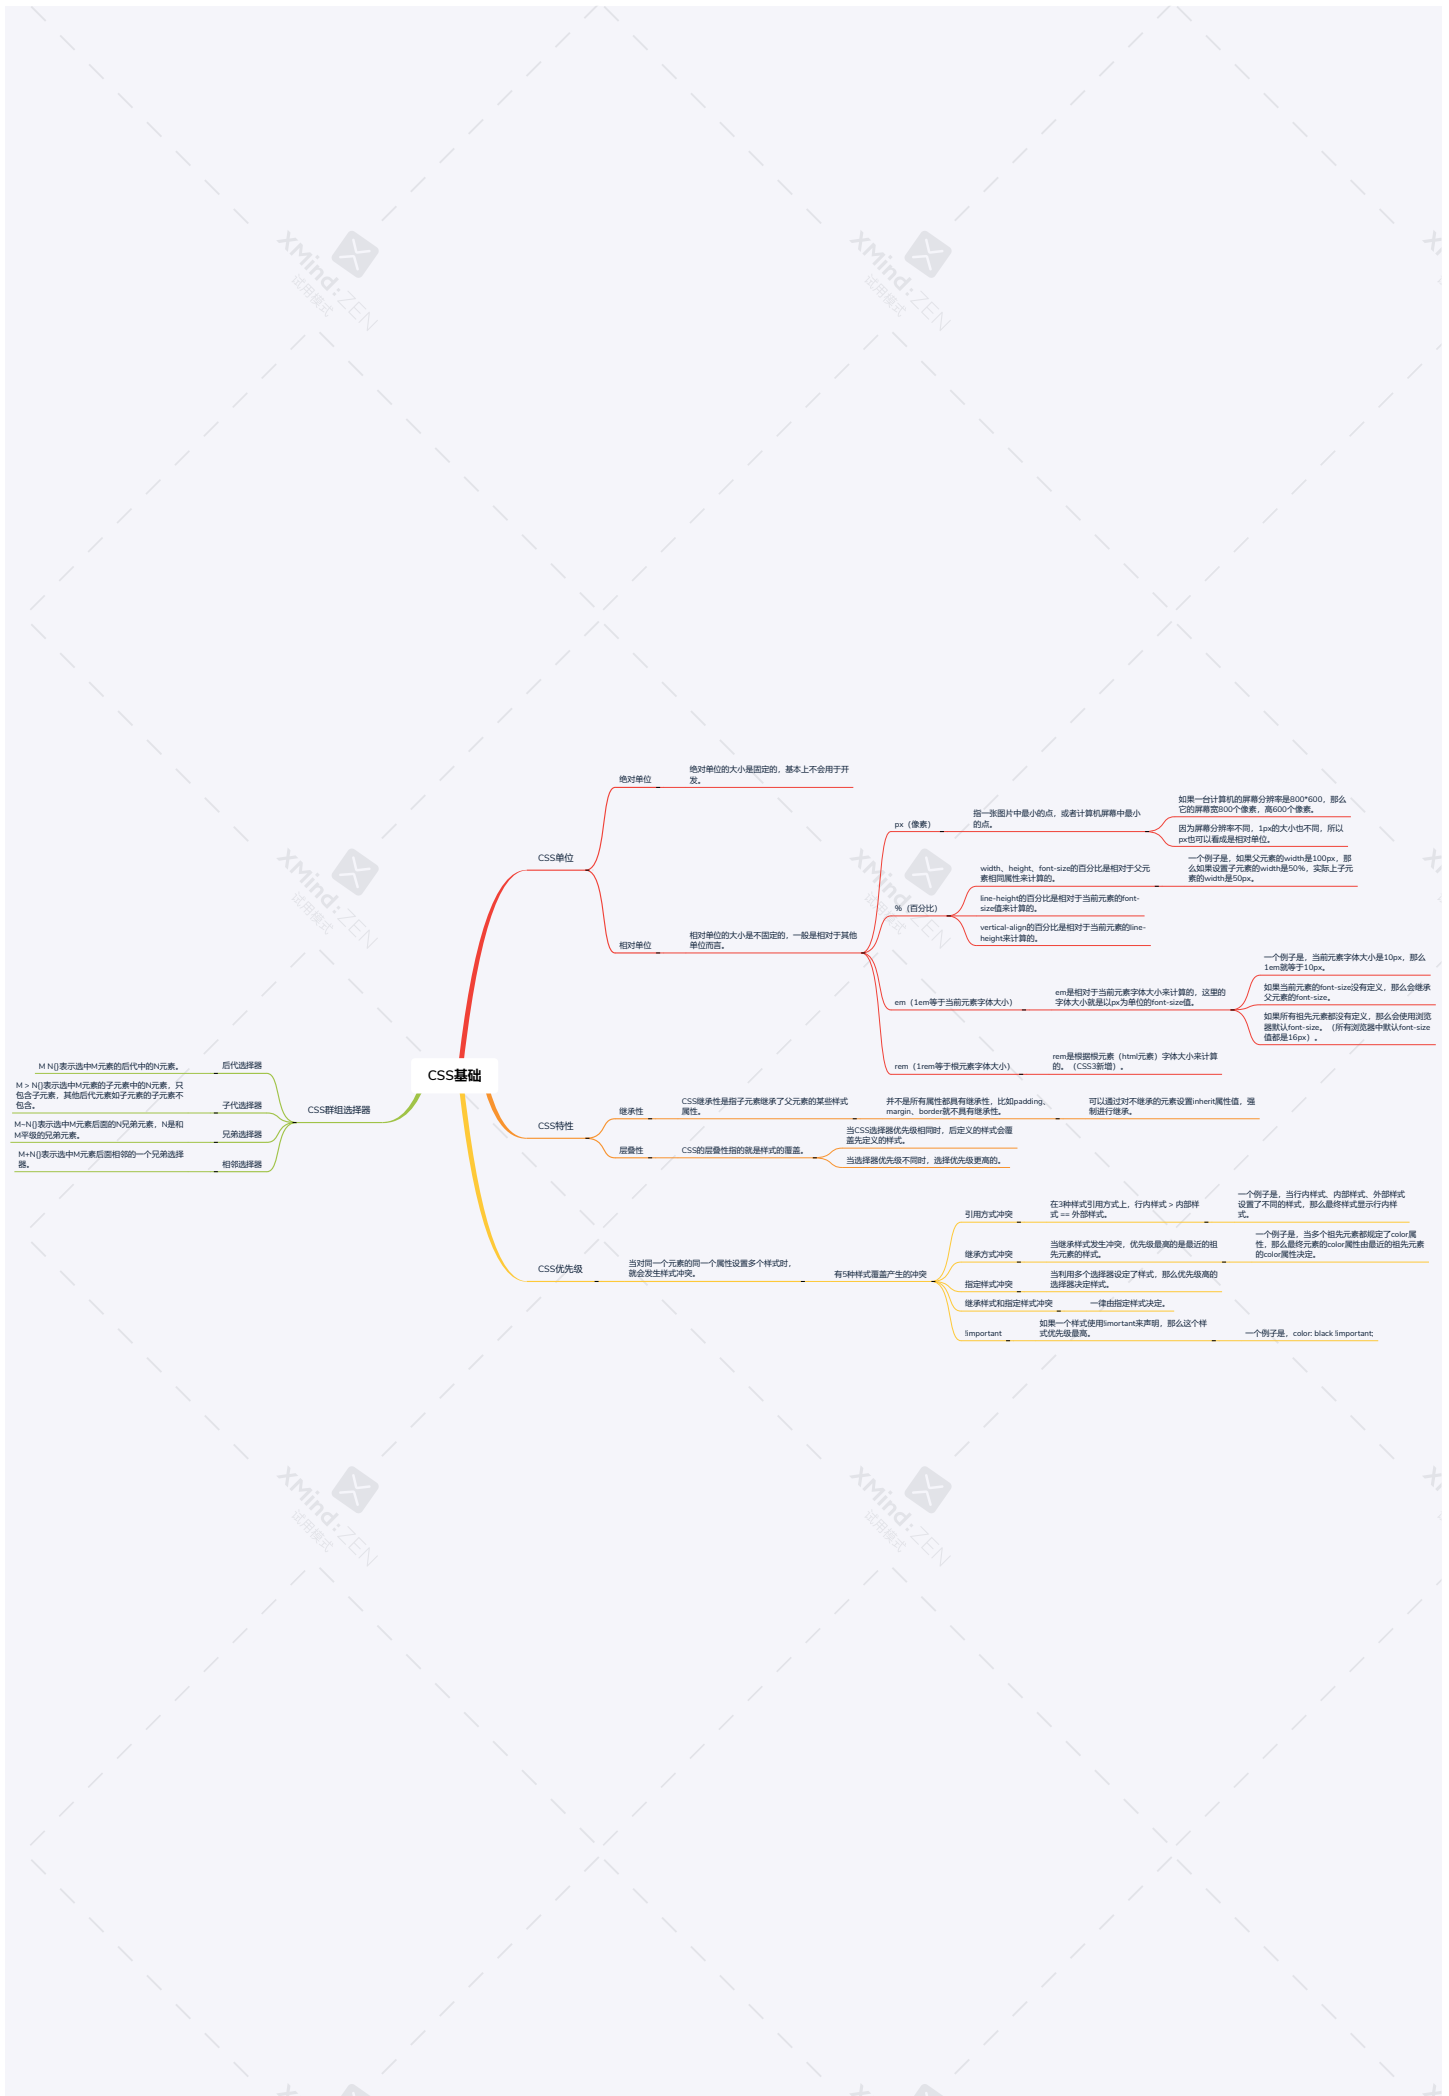 XMind:ZEN
试用模式
XMind:ZEN
试用模式
CSS基础
CSS单位
绝对单位
绝对单位的大小是固定的，基本上不会用于开
发。
相对单位
相对单位的大小是不固定的，一般是相对于其他
单位而言。
px（像素）
指一张图片中最小的点，或者计算机屏幕中最小
的点。
如果一台计算机的屏幕分辨率是800*600，那么
它的屏幕宽800个像素，高600个像素。
因为屏幕分辨率不同，1px的大小也不同，所以
px也可以看成是相对单位。
%（百分比）
width、height、font-size的百分比是相对于父元
素相同属性来计算的。
一个例子是，如果父元素的width是100px，那
么如果设置子元素的width是50%，实际上子元
素的width是50px。
line-height的百分比是相对于当前元素的font-
size值来计算的。
vertical-align的百分比是相对于当前元素的line-
height来计算的。
em（1em等于当前元素字体大小）
em是相对于当前元素字体大小来计算的，这里的
字体大小就是以px为单位的font-size值。
一个例子是，当前元素字体大小是10px，那么
1em就等于10px。
如果当前元素的font-size没有定义，那么会继承
父元素的font-size。
如果所有祖先元素都没有定义，那么会使用浏览
器默认font-size。（所有浏览器中默认font-size
值都是16px）。
rem（1rem等于根元素字体大小）
rem是根据根元素（html元素）字体大小来计算
的。（CSS3新增）。
CSS特性
继承性
CSS继承性是指子元素继承了父元素的某些样式
属性。
并不是所有属性都具有继承性，比如padding、
margin、border就不具有继承性。
可以通过对不继承的元素设置inherit属性值，强
制进行继承。
层叠性
CSS的层叠性指的就是样式的覆盖。
当CSS选择器优先级相同时，后定义的样式会覆
盖先定义的样式。
当选择器优先级不同时，选择优先级更高的。
CSS优先级
当对同一个元素的同一个属性设置多个样式时，
就会发生样式冲突。
有5种样式覆盖产生的冲突
引用方式冲突
在3种样式引用方式上，行内样式 > 内部样
式 == 外部样式。
一个例子是，当行内样式、内部样式、外部样式
设置了不同的样式，那么最终样式显示行内样
式。
继承方式冲突
当继承样式发生冲突，优先级最高的是最近的祖
先元素的样式。
一个例子是，当多个祖先元素都规定了color属
性，那么最终元素的color属性由最近的祖先元素
的color属性决定。
指定样式冲突
当利用多个选择器设定了样式，那么优先级高的
选择器决定样式。
继承样式和指定样式冲突
一律由指定样式决定。
!important
如果一个样式使用!imortant来声明，那么这个样
式优先级最高。
一个例子是，color: black !important;
CSS群组选择器
后代选择器
M N{}表示选中M元素的后代中的N元素。
子代选择器
M > N{}表示选中M元素的子元素中的N元素，只
包含子元素，其他后代元素如子元素的子元素不
包含。
兄弟选择器
M~N{}表示选中M元素后面的N兄弟元素，N是和
M平级的兄弟元素。
相邻选择器
M+N{}表示选中M元素后面相邻的一个兄弟选择
器。
XMind:ZEN
试用模式
XMind:ZEN
试用模式
XMind:ZEN
试用模式
XMind:ZEN
试用模式